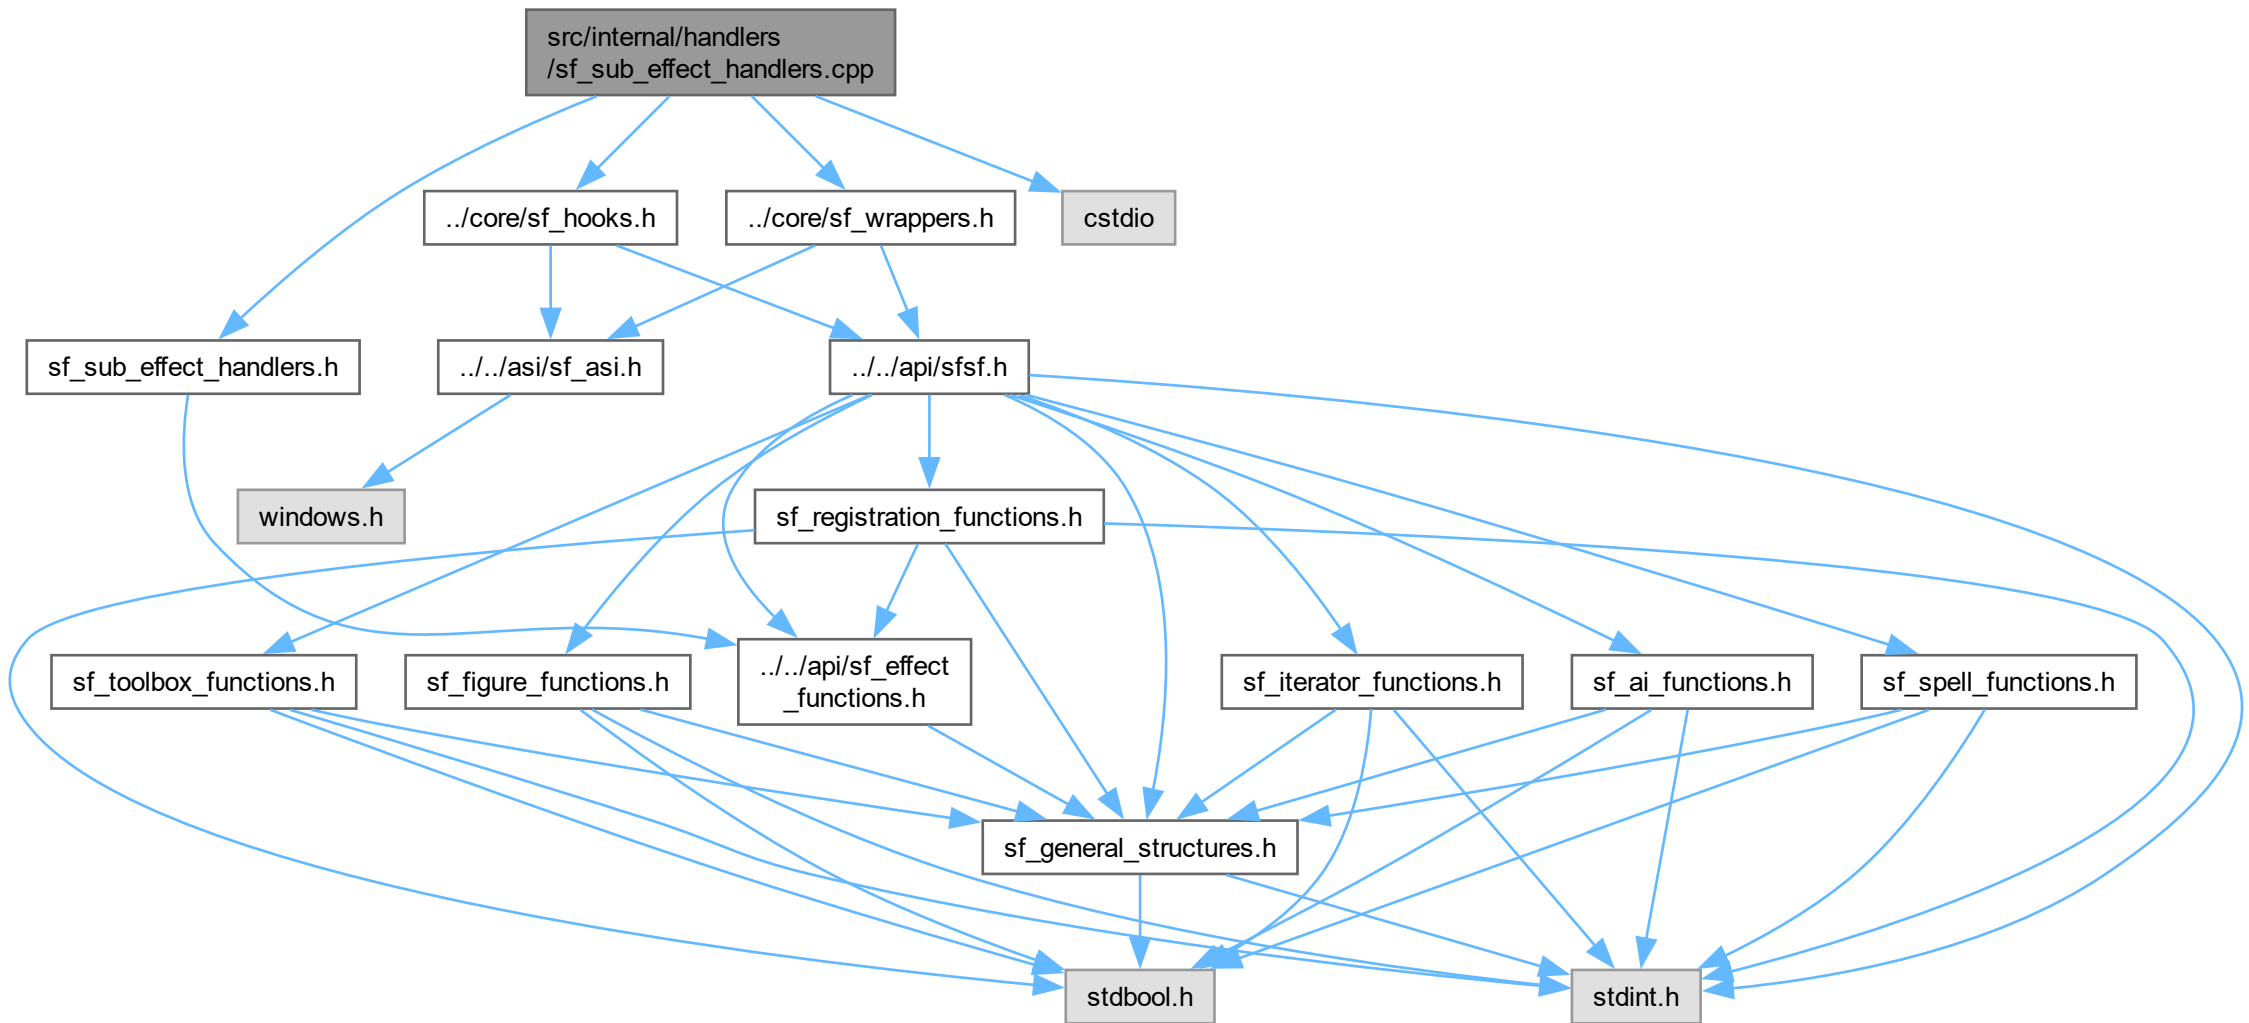 src/internal/handlers
/sf_sub_effect_handlers.cpp
../core/sf_hooks.h
../core/sf_wrappers.h
cstdio
sf_sub_effect_handlers.h
../../asi/sf_asi.h
../../api/sfsf.h
windows.h
sf_registration_functions.h
sf_toolbox_functions.h
sf_figure_functions.h
../../api/sf_effect
_functions.h
sf_iterator_functions.h
sf_ai_functions.h
sf_spell_functions.h
sf_general_structures.h
stdbool.h
stdint.h